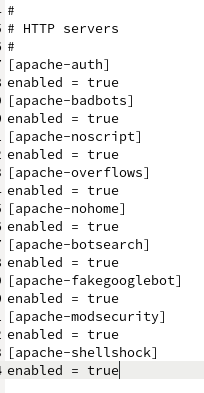 #
# HTTP servers
#
[apache-auth]
enabled = true
[apache-badbots]
enabled = true
[apache-noscript]
enabled = true
[apache-overflows]
enabled = true
[apache-nohome]
enabled = true
[apache-botsearch]
enabled = true
[apache-fakegooglebot]
enabled = true
[apache-modsecurity]
enabled = true
[apache-shellshock]
enabled = true